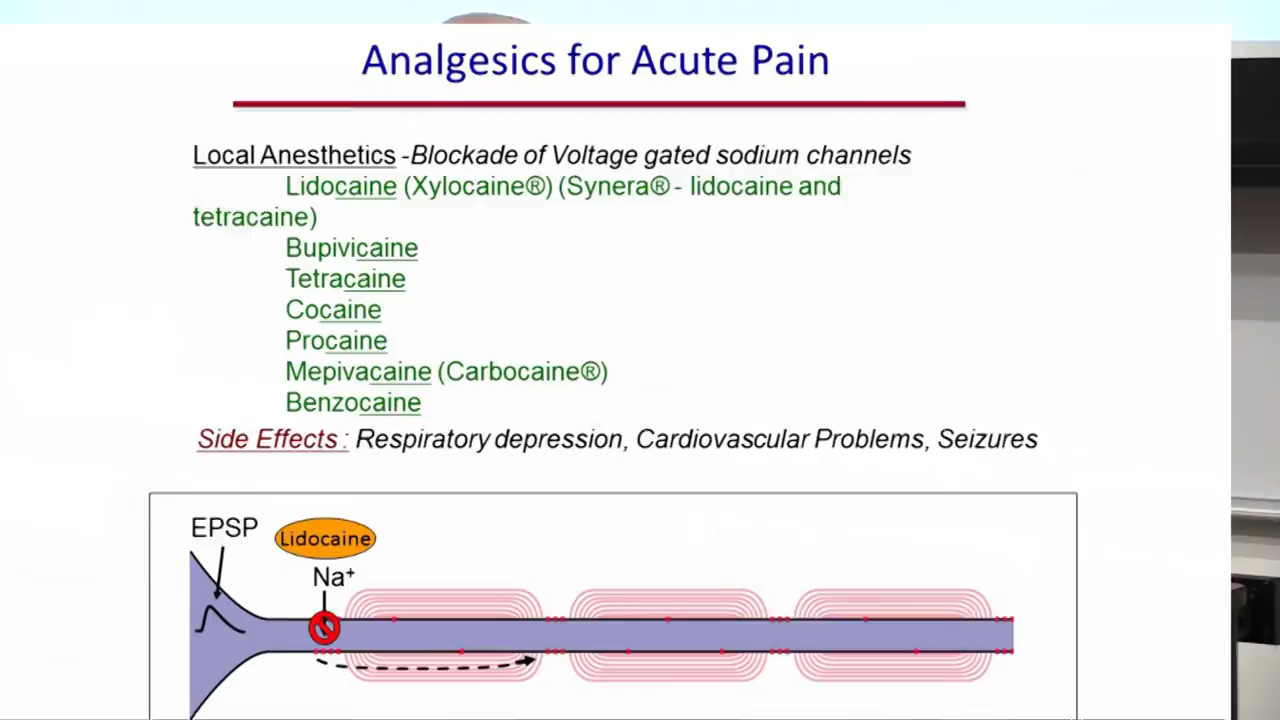 Analgesics for Acute Pain
Local Anesthetics -Blockade of Voltage gated sodium channels
Lidocaine (Xylocaine®) (Synera® - lidocaine and
tetracaine)
Bupivicaine
Tetracaine
Cocaine
Procaine
Mepivacaine (Carbocaine®)
Benzocaine
Side Effects : Respiratory depression, Cardiovascular Problems, Seizures
EPSP
Lidocaine
Na⁺